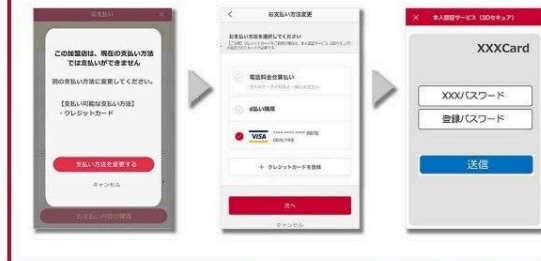 お支払い
この加盟店は、現在の支払い方法
では支払いができません
別の支払い方法に変更してください。
【支払い可能な支払い方法】
・クレジットカード
支払い方法を変更する
キャンセル
お支払い方法変更
お支払い方法を選択してください
電話料金合算払い
d払い残高
VISA
＋ クレジットカードを登録
次へ
キャンセル
本人認証サービス（3Dセキュア）
XXXCard
XXXパスワード
登録パスワード
送信